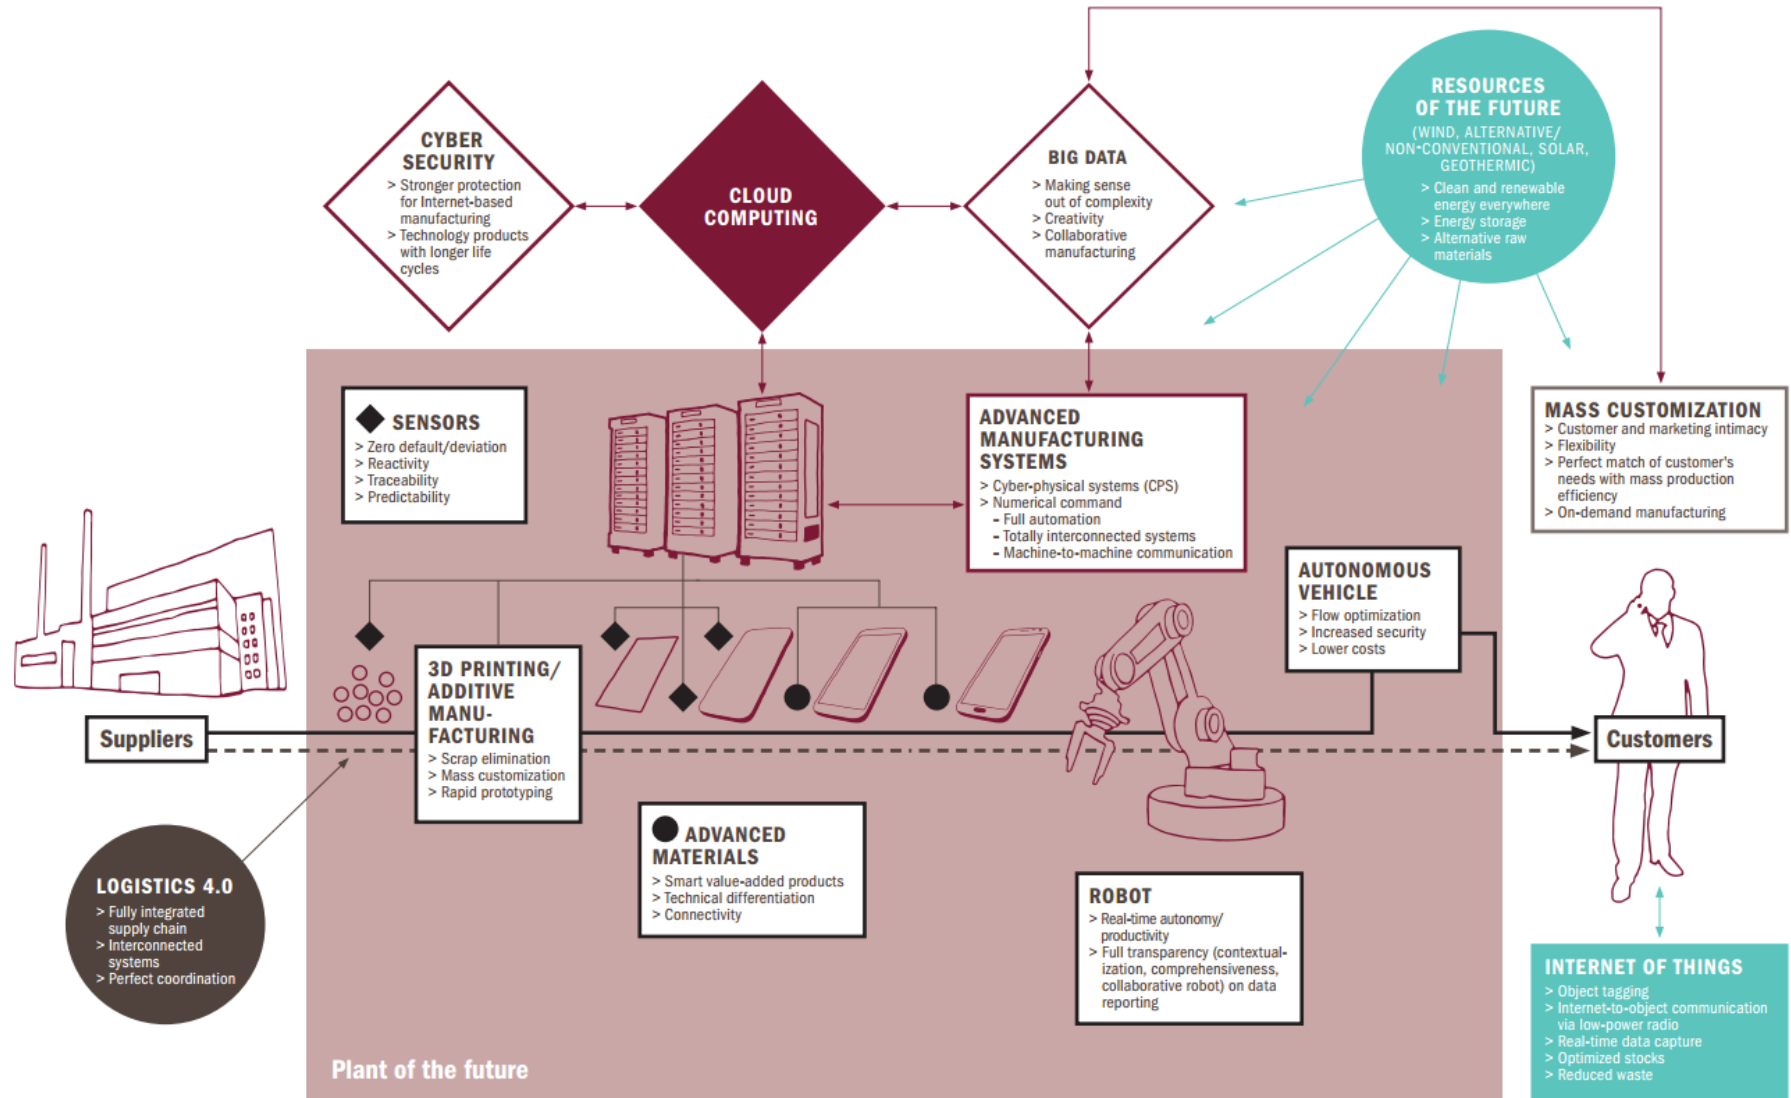 CYBER
SECURITY
> Stronger protection
for Internet-based
manufacturing
> Technology products
with longer life
cycles
CLOUD
COMPUTING
BIG DATA
> Making sense
out of complexity
> Creativity
> Collaborative
manufacturing
RESOURCES
OF THE FUTURE
(WIND, ALTERNATIVE/
NON-CONVENTIONAL, SOLAR,
GEOTHERMIC)
> Clean and renewable
energy everywhere
> Energy storage
> Alternative raw
materials
SENSORS
> Zero default/deviation
> Reactivity
> Traceability
> Predictability
ADVANCED
MANUFACTURING
SYSTEMS
> Cyber-physical systems (CPS)
> Numerical command
– Full automation
– Totally interconnected systems
– Machine-to-machine communication
MASS CUSTOMIZATION
> Customer and marketing intimacy
> Flexibility
> Perfect match of customer's
needs with mass production
efficiency
> On-demand manufacturing
AUTONOMOUS
VEHICLE
> Flow optimization
> Increased security
> Lower costs
3D PRINTING/
ADDITIVE
MANU-
FACTURING
> Scrap elimination
> Mass customization
> Rapid prototyping
Suppliers
Customers
ADVANCED
MATERIALS
> Smart value-added products
> Technical differentiation
> Connectivity
LOGISTICS 4.0
> Fully integrated
supply chain
> Interconnected
systems
> Perfect coordination
ROBOT
> Real-time autonomy/
productivity
> Full transparency (contextual-
ization, comprehensiveness,
collaborative robot) on data
reporting
INTERNET OF THINGS
> Object tagging
> Internet-to-object communication
via low-power radio
> Real-time data capture
> Optimized stocks
> Reduced waste
Plant of the future